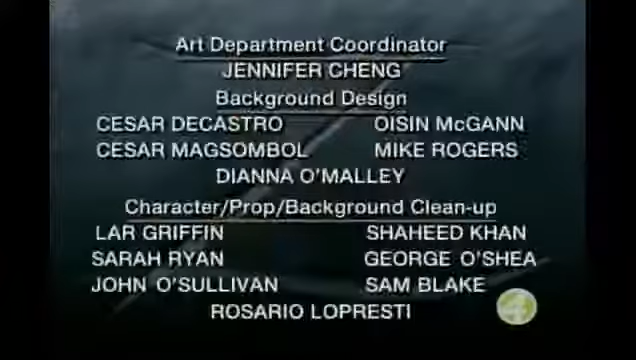 Art Department Coordinator
JENNIFER CHENG
Background Design
CESAR DECASTRO OISIN McGANN
CESAR MAGSOMBOL MIKE ROGERS
DIANNA O'MALLEY
Character/Prop/Background Clean-up
LAR GRIFFIN SHAHEED KHAN
SARAH RYAN GEORGE O'SHEA
JOHN O'SULLIVAN SAM BLAKE
ROSARIO LOPRESTI
4